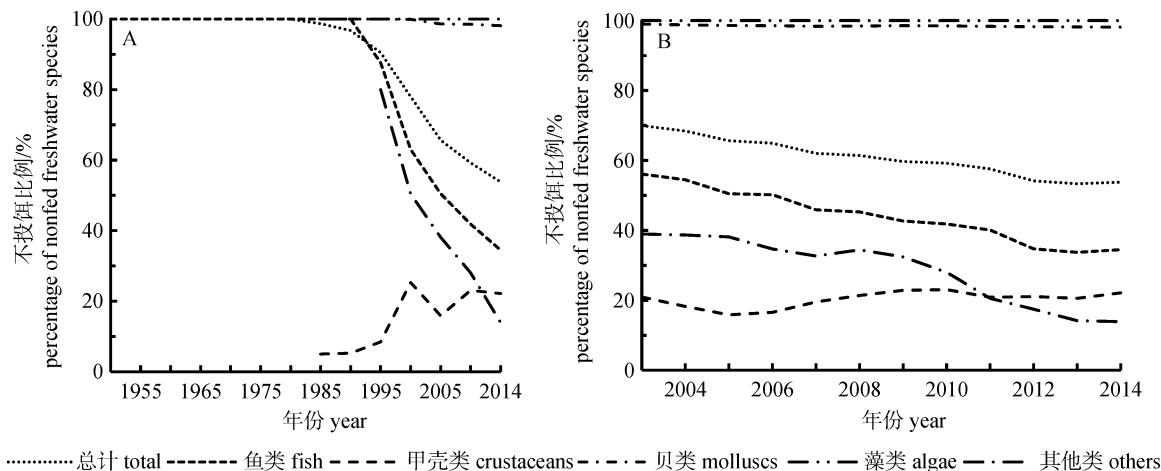 不投饵比例/%
percentage of nonfed freshwater species
100
80
60
40
20
0
A
1955 1965 1975 1985 1995 2005 2014
年份 year
不投饵比例/%
percentage of nonfed freshwater species
100
80
60
40
20
0
B
2004 2006 2008 2010 2012 2014
年份 year
总计 total 鱼类 fish 甲壳类 crustaceans 贝类 molluscs 藻类 algae 其他类 others